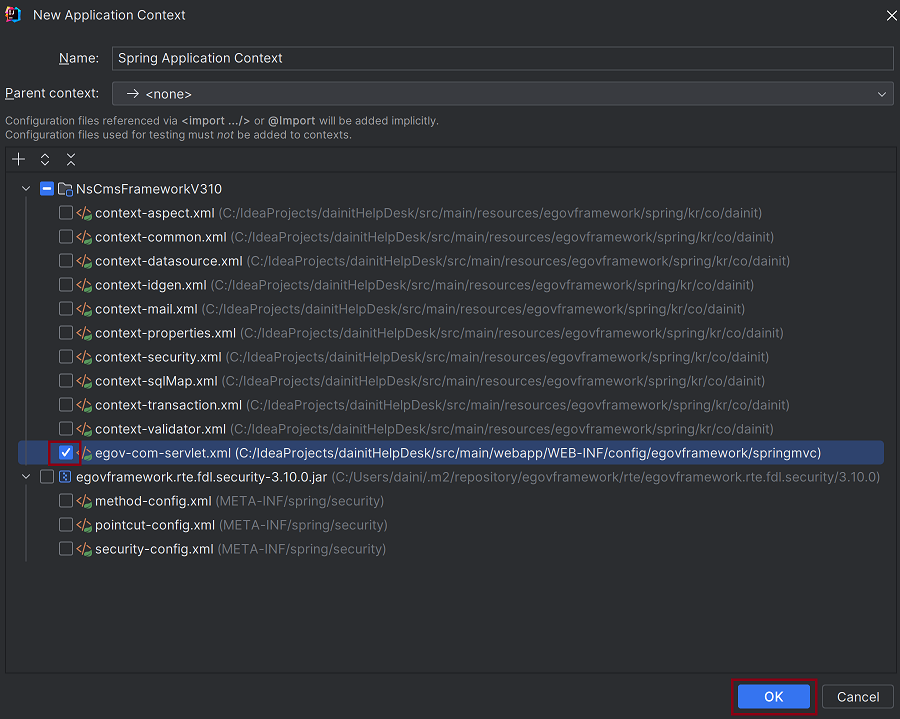 New Application Context
Name: Spring Application Context
Parent context: → <none>
Configuration files referenced via <import .../> or @Import will be added implicitly.
Configuration files used for testing must not be added to contexts.
NsCmsFrameworkV310
context-aspect.xml (C:/IdeaProjects/dainitHelpDesk/src/main/resources/egovframework/spring/kr/co/dainit)
context-common.xml (C:/IdeaProjects/dainitHelpDesk/src/main/resources/egovframework/spring/kr/co/dainit)
context-datasource.xml (C:/IdeaProjects/dainitHelpDesk/src/main/resources/egovframework/spring/kr/co/dainit)
context-idgen.xml (C:/IdeaProjects/dainitHelpDesk/src/main/resources/egovframework/spring/kr/co/dainit)
context-mail.xml (C:/IdeaProjects/dainitHelpDesk/src/main/resources/egovframework/spring/kr/co/dainit)
context-properties.xml (C:/IdeaProjects/dainitHelpDesk/src/main/resources/egovframework/spring/kr/co/dainit)
context-security.xml (C:/IdeaProjects/dainitHelpDesk/src/main/resources/egovframework/spring/kr/co/dainit)
context-sqlMap.xml (C:/IdeaProjects/dainitHelpDesk/src/main/resources/egovframework/spring/kr/co/dainit)
context-transaction.xml (C:/IdeaProjects/dainitHelpDesk/src/main/resources/egovframework/spring/kr/co/dainit)
context-validator.xml (C:/IdeaProjects/dainitHelpDesk/src/main/resources/egovframework/spring/kr/co/dainit)
egov-com-servlet.xml (C:/IdeaProjects/dainitHelpDesk/src/main/webapp/WEB-INF/config/egovframework/springmvc)
egovframework.rte.fdl.security-3.10.0.jar (C:/Users/daini/.m2/repository/egovframework/rte/egovframework.rte.fdl.security/3.10.0)
method-config.xml (META-INF/spring/security)
pointcut-config.xml (META-INF/spring/security)
security-config.xml (META-INF/spring/security)
OK Cancel